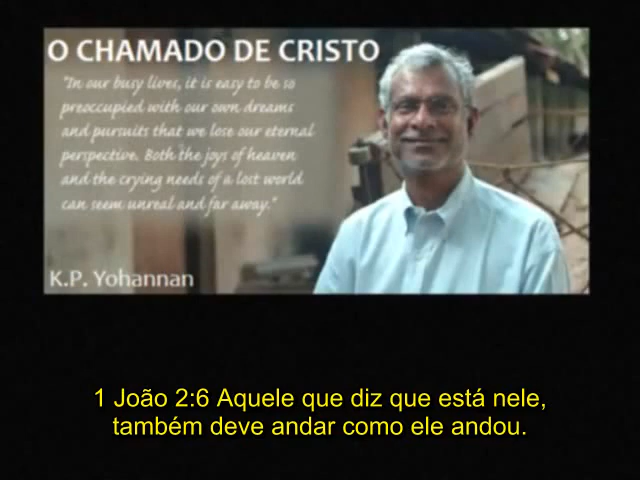 O CHAMADO DE CRISTO
"In our busy lives, it is easy to be so
preoccupied with our own dreams
and pursuits that we lose our eternal
perspective. Both the joys of heaven
and the crying needs of a lost world
can seem unreal and far away."
K.P. Yohannan
1 João 2:6 Aquele que diz que está nele,
também deve andar como ele andou.